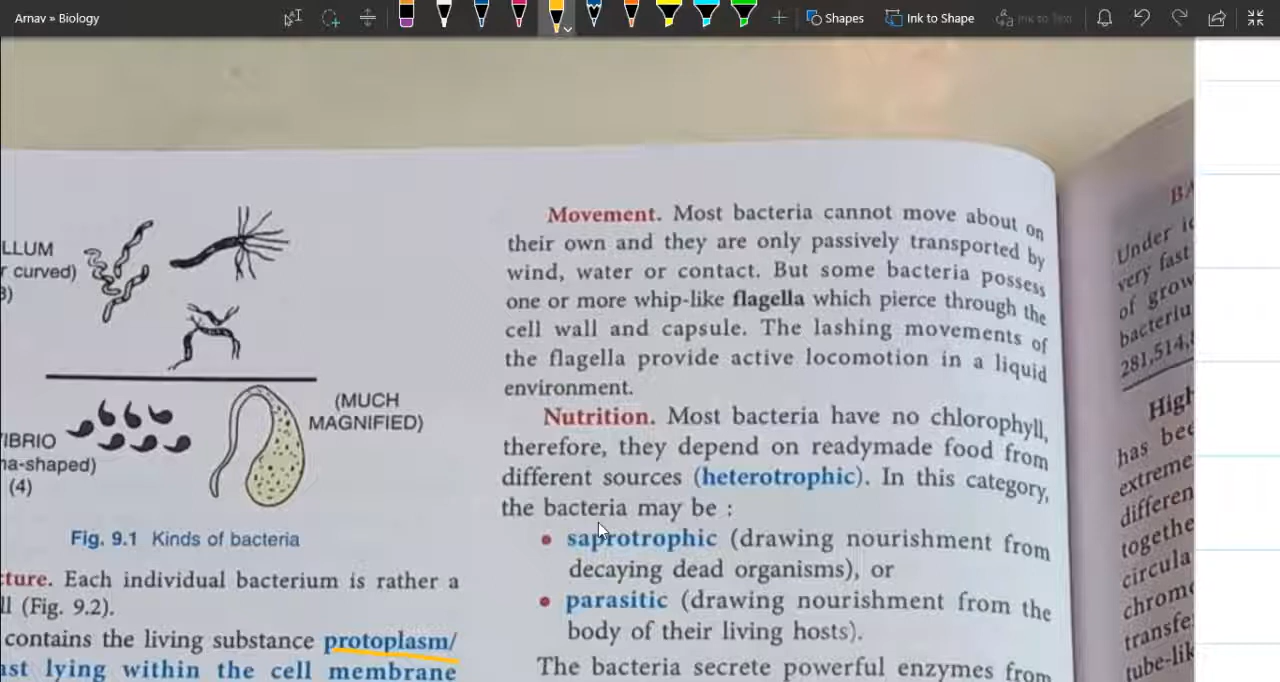 Arnav » Biology
Shapes
Ink to Shape
Ink to Text
LLUM
r curved)
3)
IBRIO
na-shaped)
(4)
(MUCH
MAGNIFIED)
Fig. 9.1 Kinds of bacteria
cture. Each individual bacterium is rather a
ll (Fig. 9.2).
contains the living substance protoplasm/
ast lying within the cell membrane
Movement. Most bacteria cannot move about on
their own and they are only passively transported by
wind, water or contact. But some bacteria possess
one or more whip-like flagella which pierce through the
cell wall and capsule. The lashing movements of
the flagella provide active locomotion in a liquid
environment.
Nutrition. Most bacteria have no chlorophyll,
therefore, they depend on readymade food from
different sources (heterotrophic). In this category,
the bacteria may be :
• saprotrophic (drawing nourishment from
decaying dead organisms), or
• parasitic (drawing nourishment from the
body of their living hosts).
The bacteria secrete powerful enzymes from
BA
Under i
very fast
of grow
bacteriu
281,514,
High
has bee
extreme
differen
togethe
circula
chromo
transfe
tube-lik